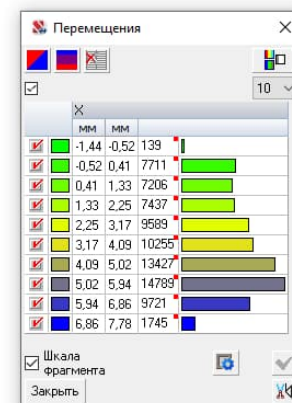 Перемещения
10
X
мм мм
-1,44 -0,52 139
-0,52 0,41 7711
0,41 1,33 7206
1,33 2,25 7437
2,25 3,17 9589
3,17 4,09 10255
4,09 5,02 13427
5,02 5,94 14789
5,94 6,86 9721
6,86 7,78 1745
Шкала
фрагмента
Закрыть